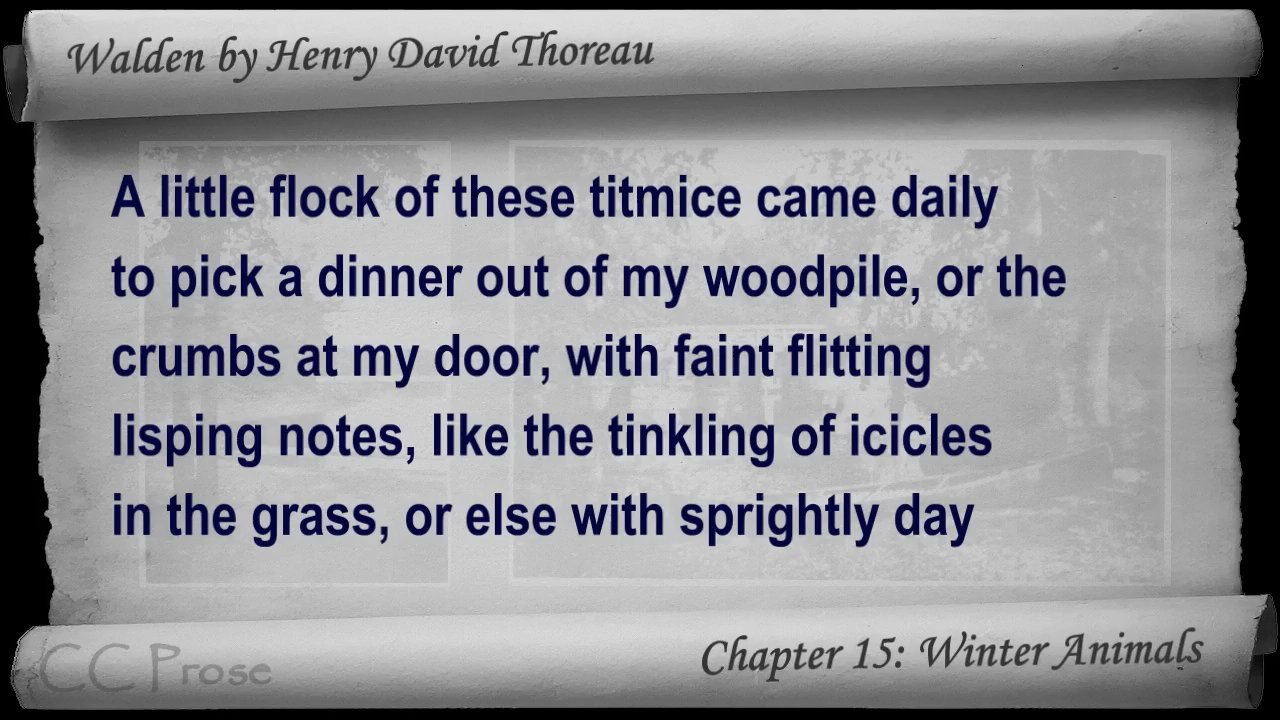 Walden by Henry David Thoreau
A little flock of these titmice came daily
to pick a dinner out of my woodpile, or the
crumbs at my door, with faint flitting
lisping notes, like the tinkling of icicles
in the grass, or else with sprightly day
Chapter 15: Winter Animals
CC Prose